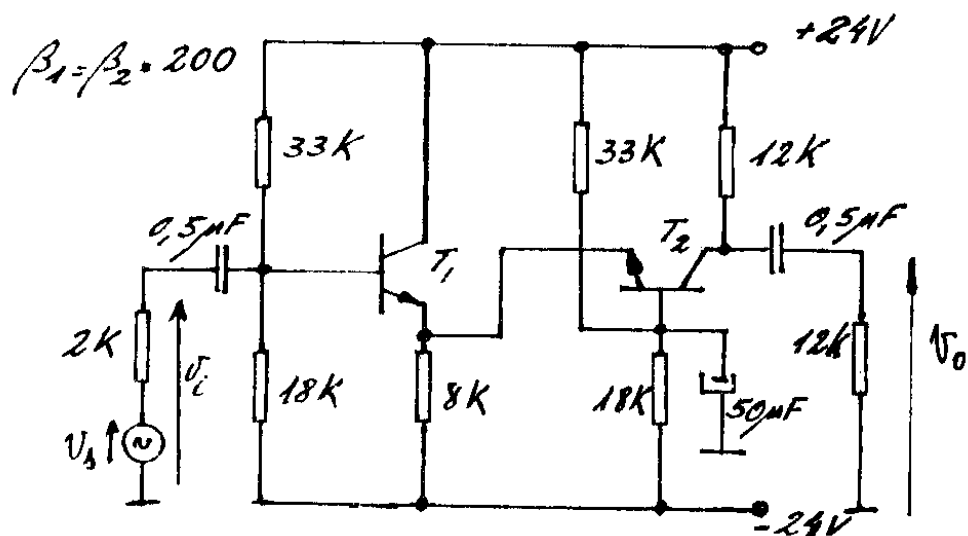 +24V
β₁=β₂=200
33K
33K
12K
0,5μF
0,5μF
T₁
T₂
2K
vᵢ
18K
8K
18K
50μF
12K
v₀
vₛ
-24V